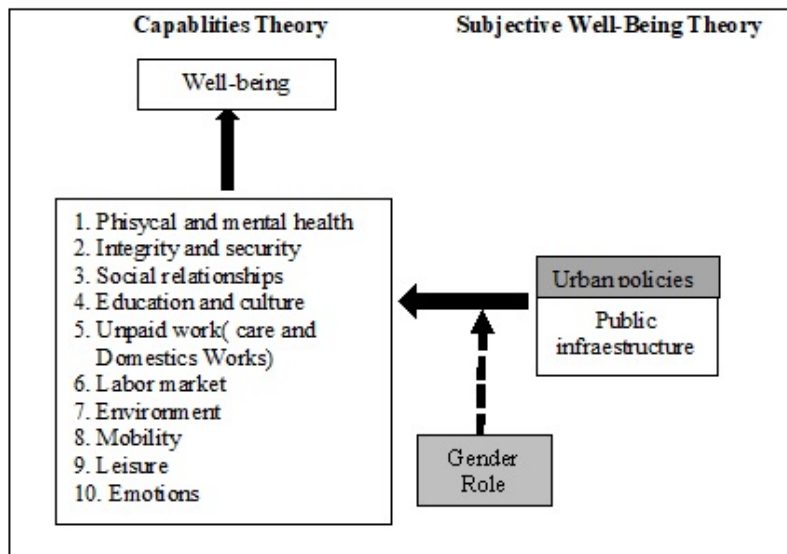 Capablities Theory
Subjective Well-Being Theory
Well-being
1. Phisycal and mental health
2. Integrity and security
3. Social relationships
4. Education and culture
5. Unpaid work( care and
Domestics Works)
6. Labor market
7. Environment
8. Mobility
9. Leisure
10. Emotions
Urban policies
Public
infraestructure
Gender
Role